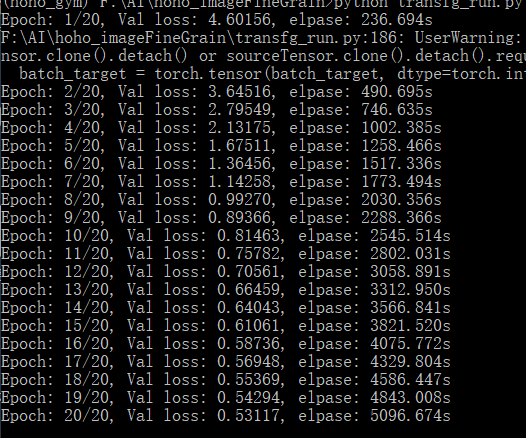 (hoho_gym) F:\AI\hoho_imageFineGrain>python transfg_run.py
Epoch: 1/20, Val loss: 4.60156, elpase: 236.694s
F:\AI\hoho_imageFineGrain\transfg_run.py:186: UserWarning:
nsor.clone().detach() or sourceTensor.clone().detach().requ
batch_target = torch.tensor(batch_target, dtype=torch.int
Epoch: 2/20, Val loss: 3.64516, elpase: 490.695s
Epoch: 3/20, Val loss: 2.79549, elpase: 746.635s
Epoch: 4/20, Val loss: 2.13175, elpase: 1002.385s
Epoch: 5/20, Val loss: 1.67511, elpase: 1258.466s
Epoch: 6/20, Val loss: 1.36456, elpase: 1517.336s
Epoch: 7/20, Val loss: 1.14258, elpase: 1773.494s
Epoch: 8/20, Val loss: 0.99270, elpase: 2030.356s
Epoch: 9/20, Val loss: 0.89366, elpase: 2288.366s
Epoch: 10/20, Val loss: 0.81463, elpase: 2545.514s
Epoch: 11/20, Val loss: 0.75782, elpase: 2802.031s
Epoch: 12/20, Val loss: 0.70561, elpase: 3058.891s
Epoch: 13/20, Val loss: 0.66459, elpase: 3312.950s
Epoch: 14/20, Val loss: 0.64043, elpase: 3566.841s
Epoch: 15/20, Val loss: 0.61061, elpase: 3821.520s
Epoch: 16/20, Val loss: 0.58736, elpase: 4075.772s
Epoch: 17/20, Val loss: 0.56948, elpase: 4329.804s
Epoch: 18/20, Val loss: 0.55369, elpase: 4586.447s
Epoch: 19/20, Val loss: 0.54294, elpase: 4843.008s
Epoch: 20/20, Val loss: 0.53117, elpase: 5096.674s